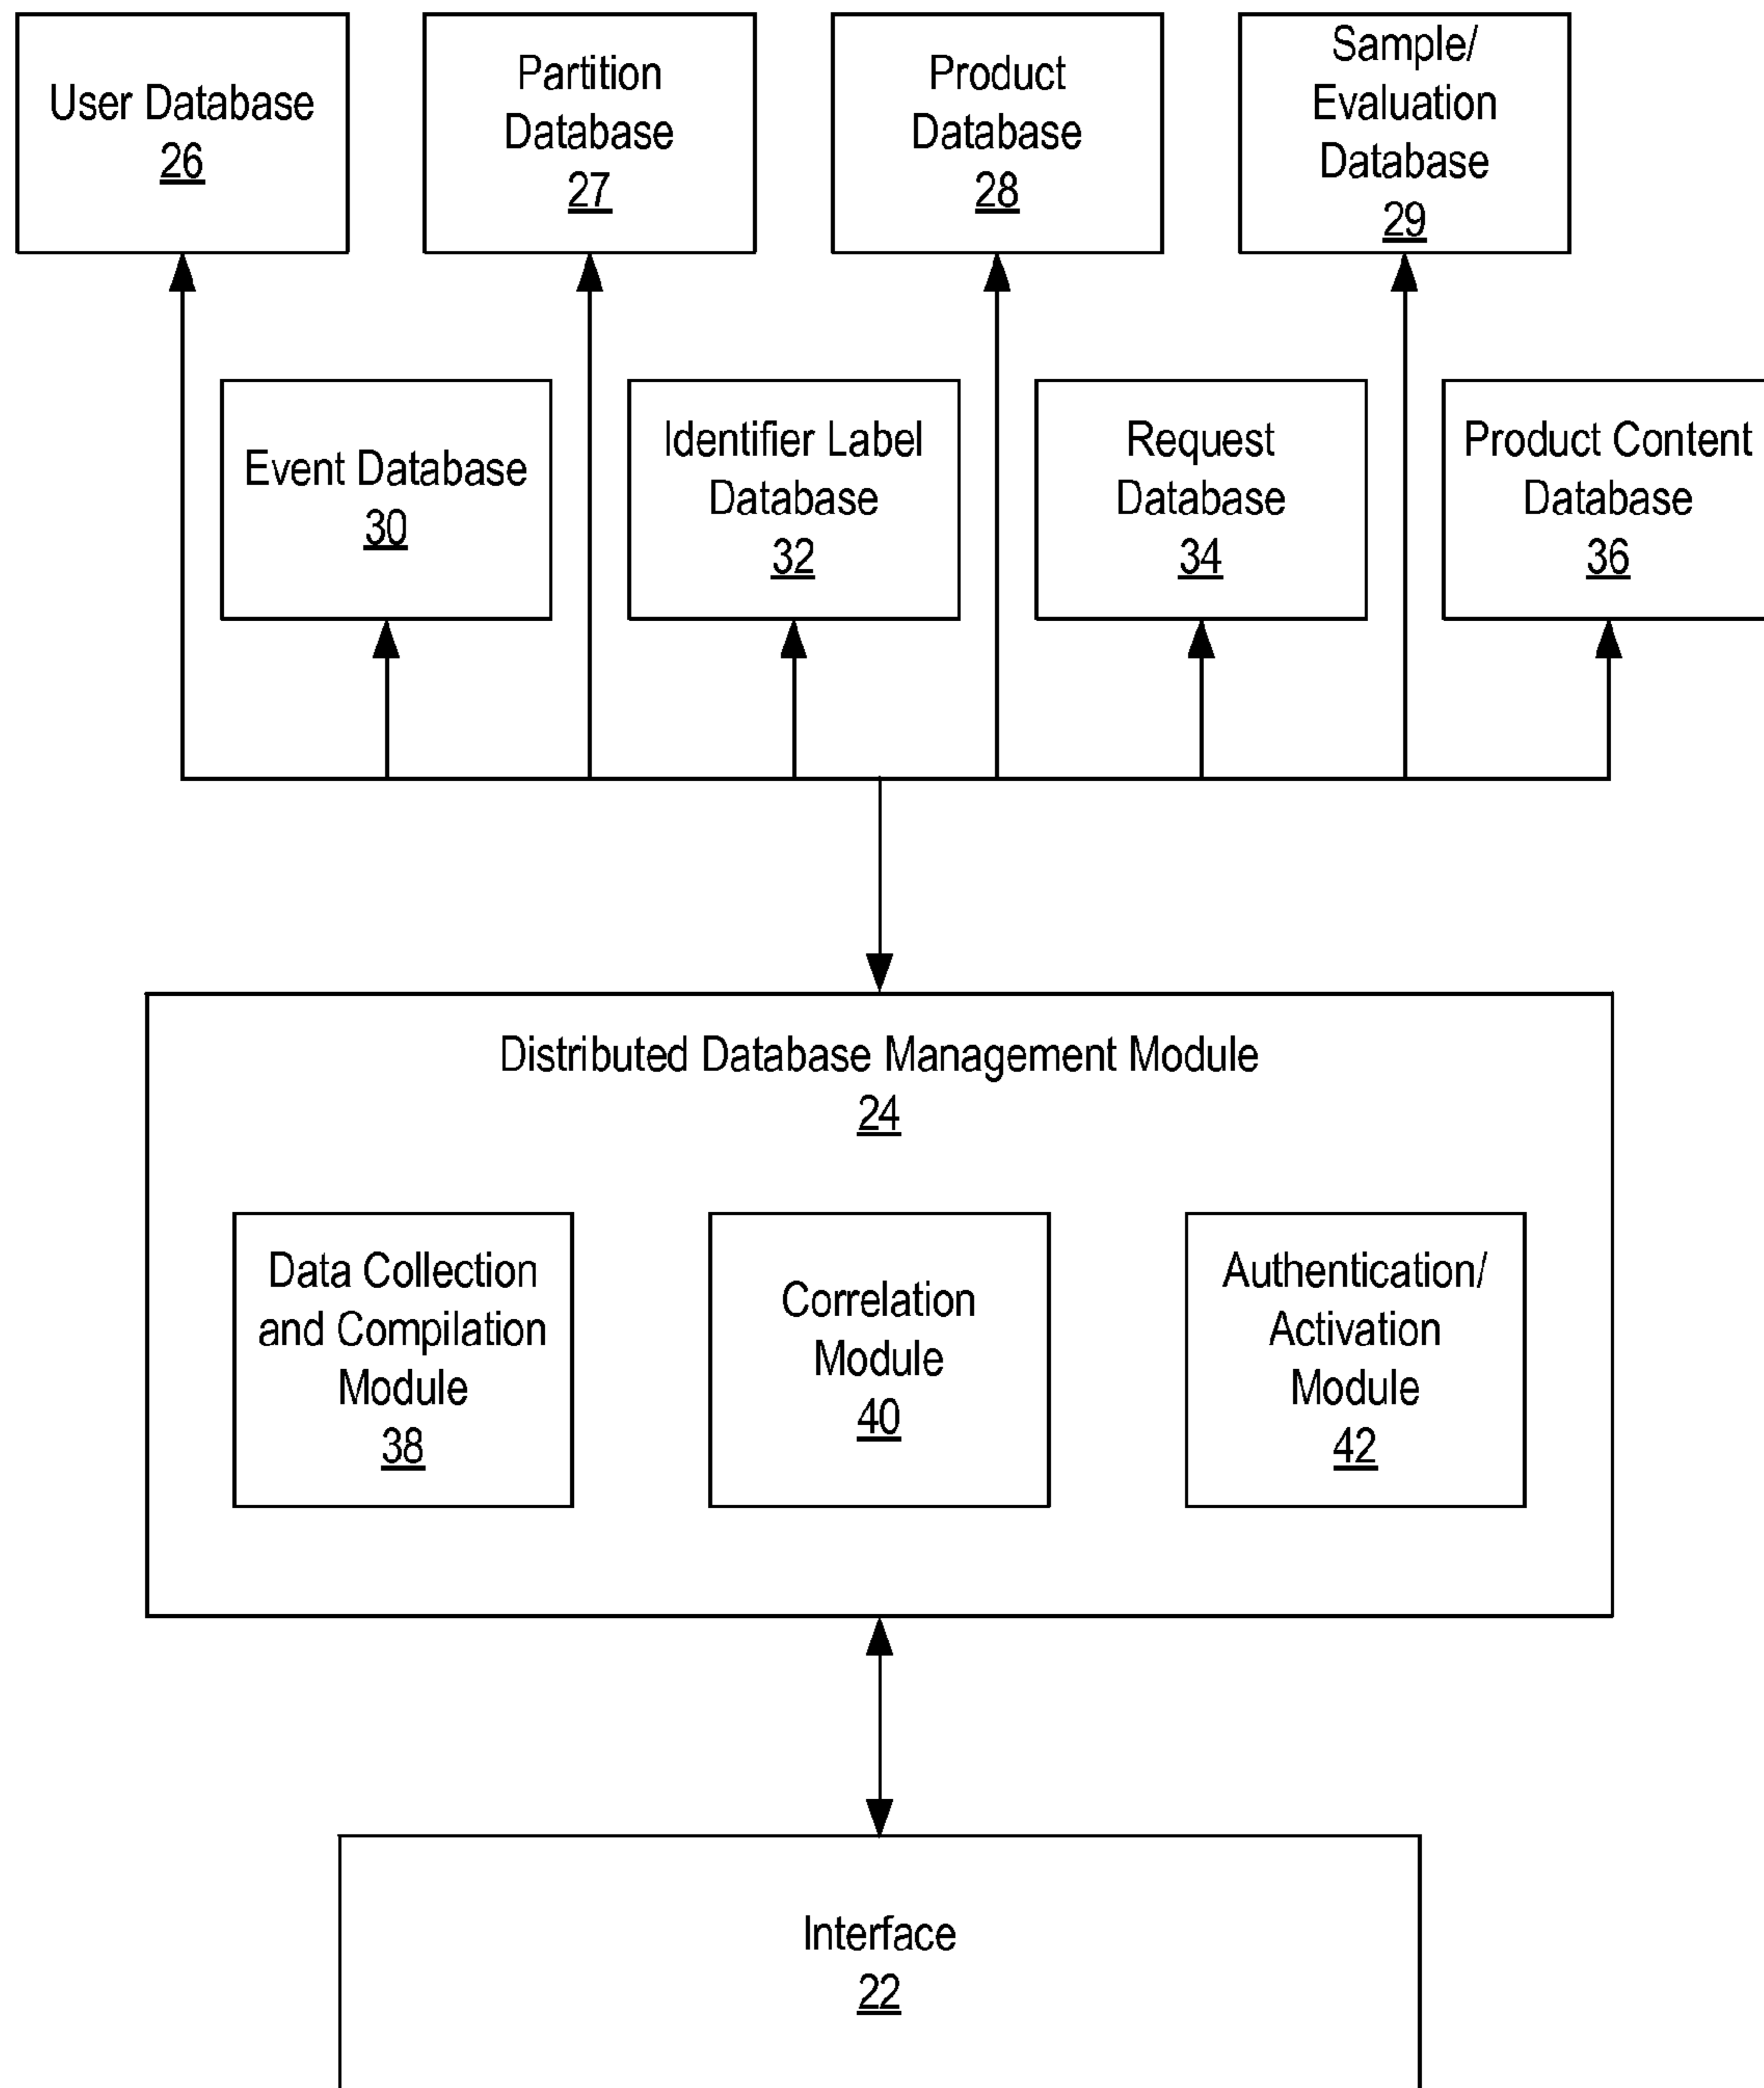 User Database
26
Partition
Database
27
Product
Database
28
Sample/
Evaluation
Database
29
Event Database
30
Identifier Label
Database
32
Request
Database
34
Product Content
Database
36
Distributed Database Management Module
24
Data Collection
and Compilation
Module
38
Correlation
Module
40
Authentication/
Activation
Module
42
Interface
22